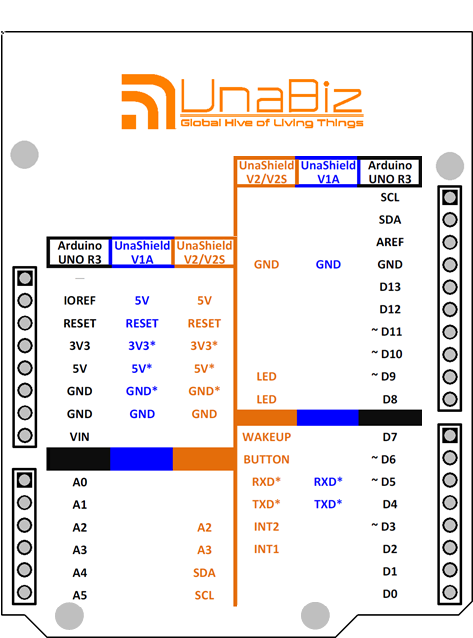 UnaBiz
Global Hive of Living Things
UnaShield V2/V2S UnaShield V1A Arduino UNO R3
SCL
SDA
AREF
GND GND GND
D13
D12
~ D11
~ D10
LED ~ D9
LED D8
WAKEUP D7
BUTTON ~ D6
RXD* RXD* ~ D5
TXD* TXD* D4
INT2 ~ D3
INT1 D2
D1
D0
Arduino UNO R3 UnaShield V1A UnaShield V2/V2S
IOREF 5V 5V
RESET RESET RESET
3V3 3V3* 3V3*
5V 5V* 5V*
GND GND* GND*
GND GND GND
VIN
A0
A1
A2 A2
A3 A3
A4 SDA
A5 SCL